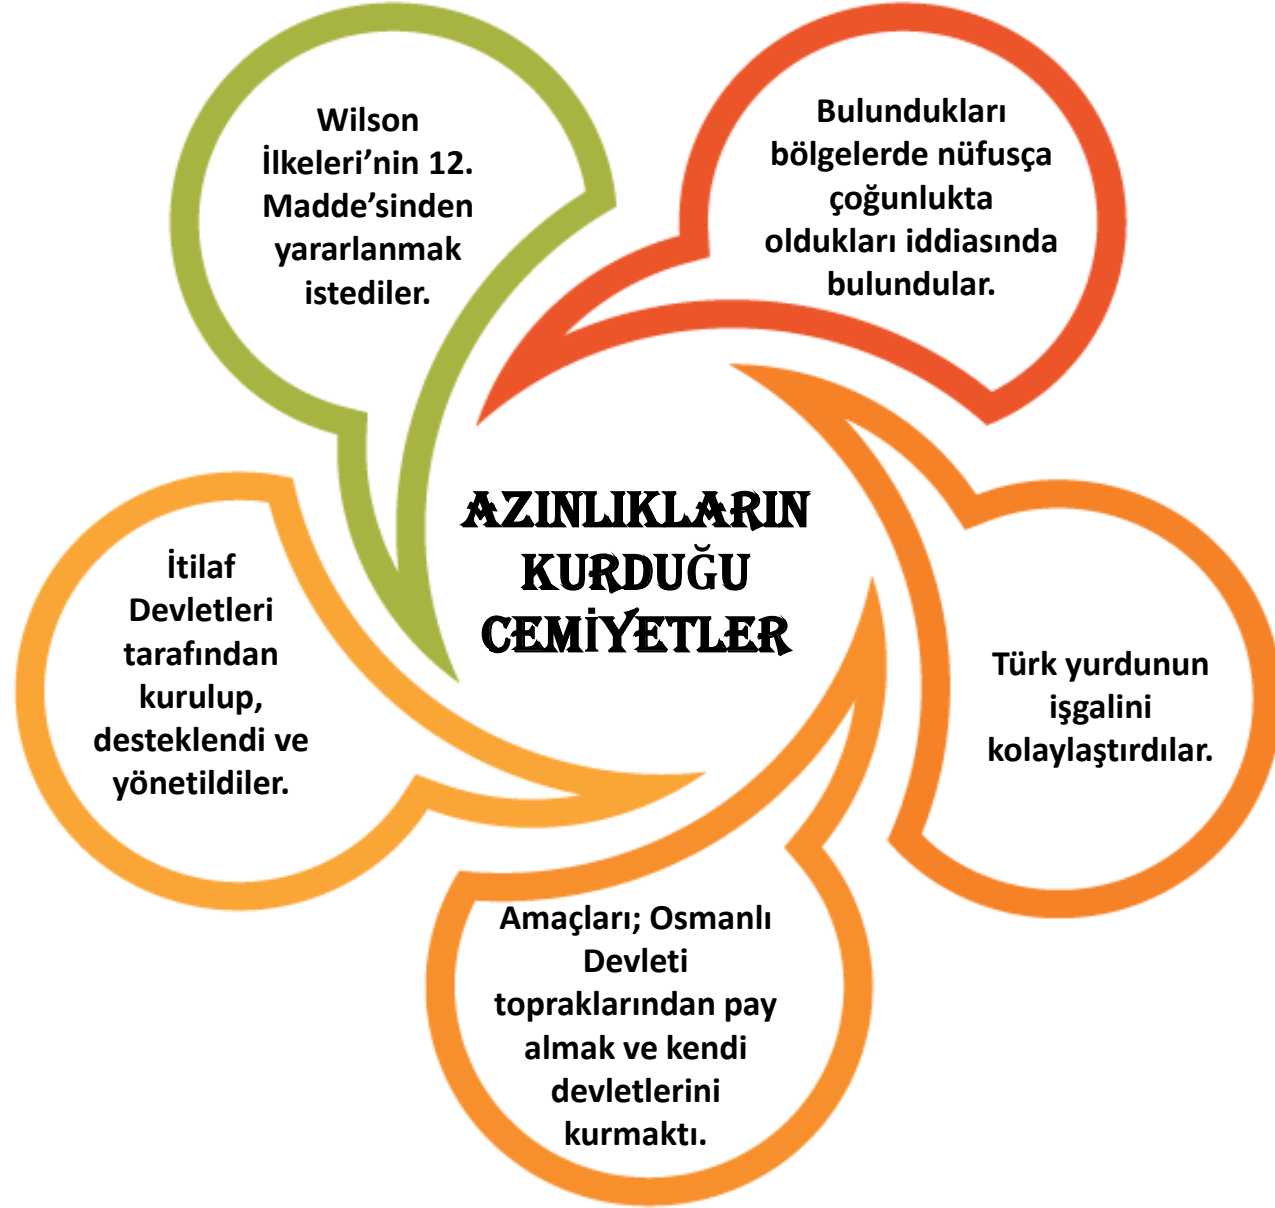 Wilson
İlkeleri’nin 12.
Madde’sinden
yararlanmak
istediler.
Bulundukları
bölgelerde nüfusça
çoğunlukta
oldukları iddiasında
bulundular.
AZINLIKLARIN
KURDUĞU
CEMİYETLER
İtilaf
Devletleri
tarafından
kurulup,
desteklendi ve
yönetildiler.
Türk yurdunun
işgalini
kolaylaştırdılar.
Amaçları; Osmanlı
Devleti
topraklarından pay
almak ve kendi
devletlerini
kurmaktı.